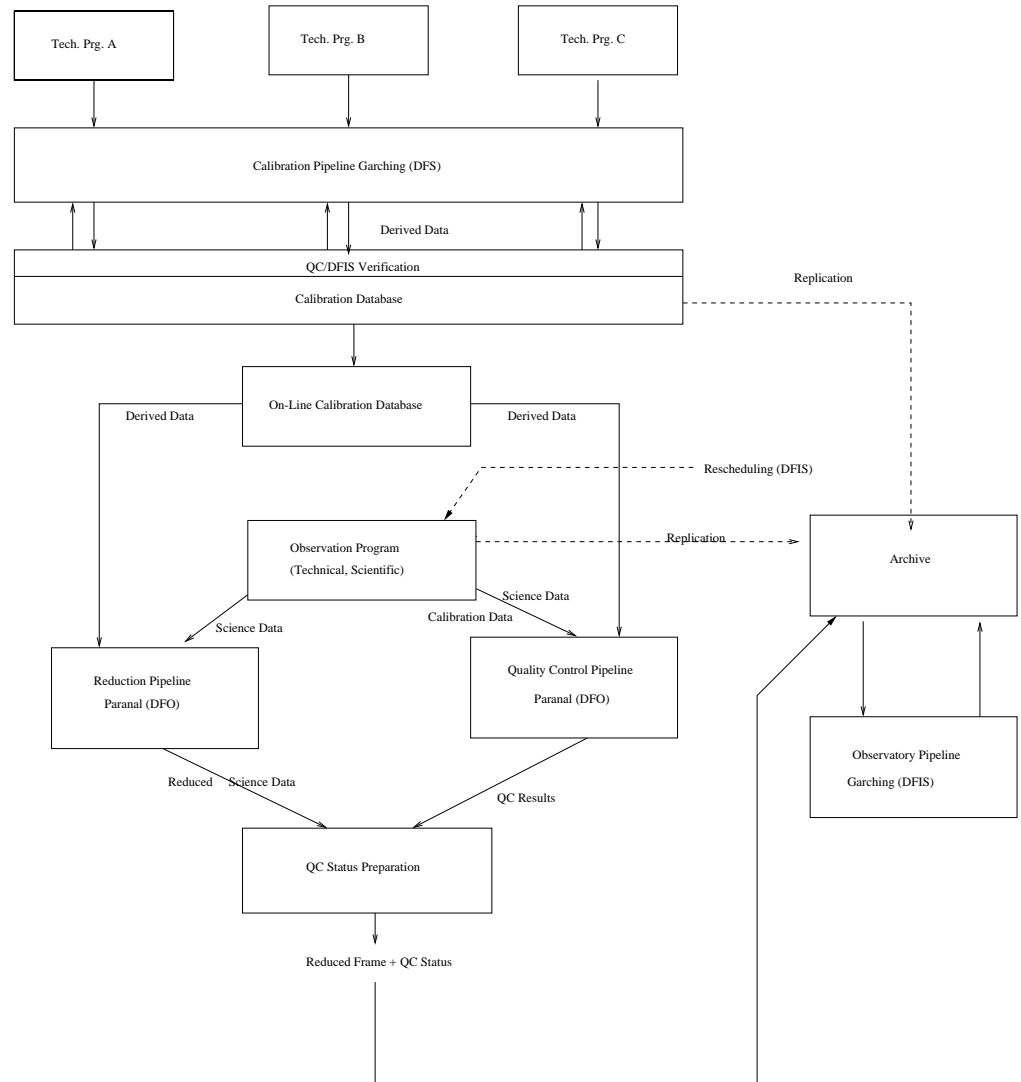 Tech. Prg. A
Tech. Prg. B
Tech. Prg. C
Calibration Pipeline Garching (DFS)
Derived Data
QC/DFIS Verification
Calibration Database
Replication
On-Line Calibration Database
Derived Data
Derived Data
Rescheduling (DFIS)
Observation Program
(Technical, Scientific)
Replication
Archive
Science Data
Calibration Data
Science Data
Reduction Pipeline
Paranal (DFO)
Quality Control Pipeline
Paranal (DFO)
Observatory Pipeline
Garching (DFIS)
Reduced Science Data
QC Results
QC Status Preparation
Reduced Frame + QC Status